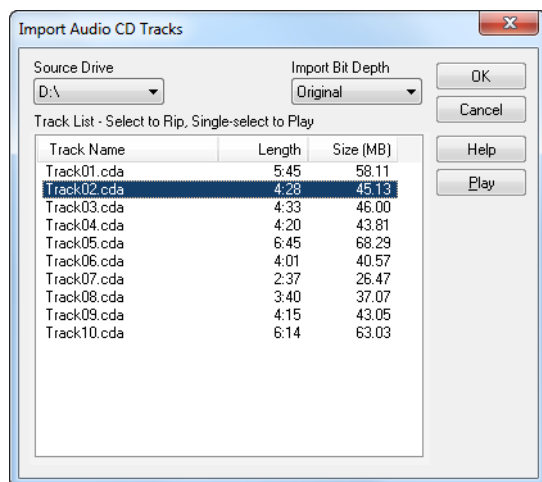 Import Audio CD Tracks
Source Drive Import Bit Depth
D:\ Original
OK
Cancel
Track List - Select to Rip, Single-select to Play
Track Name Length Size (MB)
Help
Play
Track01.cda 5:45 58.11
Track02.cda 4:28 45.13
Track03.cda 4:33 46.00
Track04.cda 4:20 43.81
Track05.cda 6:45 68.29
Track06.cda 4:01 40.57
Track07.cda 2:37 26.47
Track08.cda 3:40 37.07
Track09.cda 4:15 43.05
Track10.cda 6:14 63.03